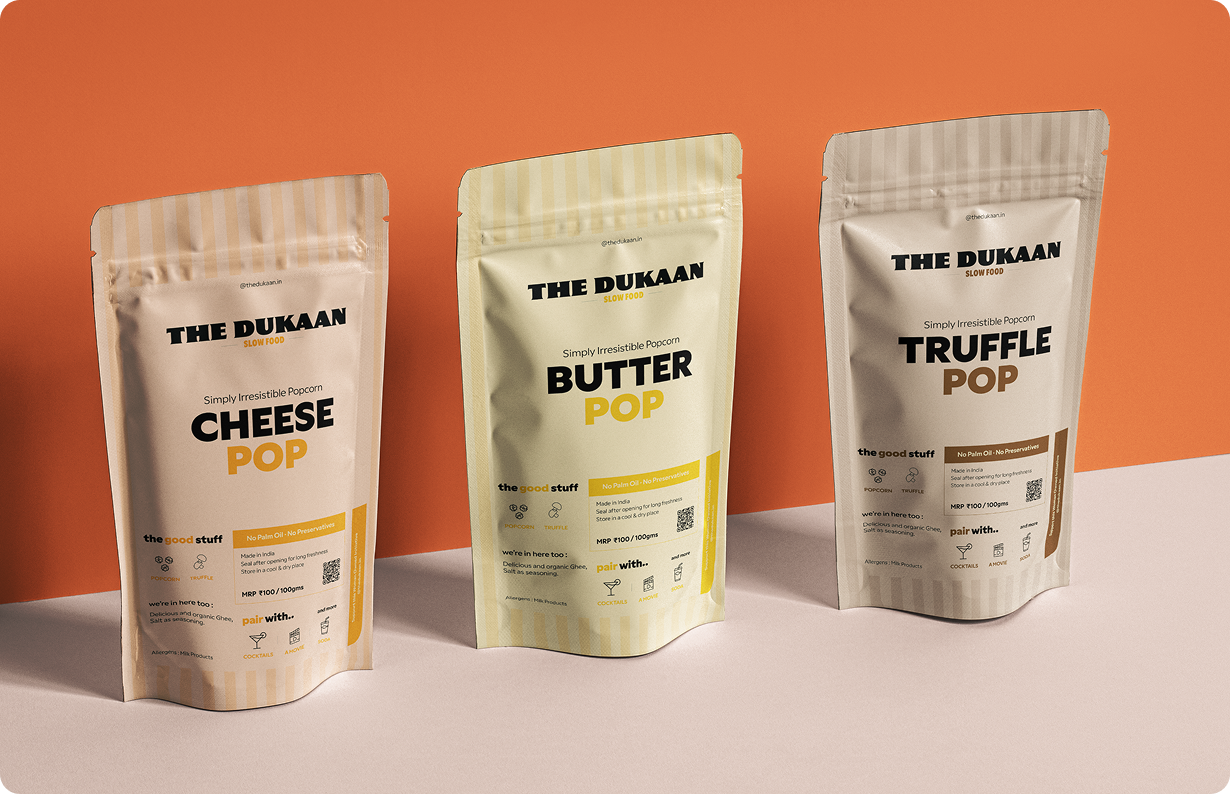 @thedukaan.in
THE DUKAAN
SLOW FOOD
Simply Irresistible Popcorn
CHEESE
POP
the good stuff
POPCORN
TRUFFLE
we're in here too :
Delicious and organic Ghee,
Salt as seasoning.
Allergens : Milk Products
No Palm Oil - No Preservatives
Made in India
Seal after opening for long freshness
Store in a cool & dry place
MRP ₹100 / 100gms
pair with..
and more
COCKTAILS
A MOVIE
SODA
@thedukaan.in
THE DUKAAN
SLOW FOOD
Simply Irresistible Popcorn
BUTTER
POP
the good stuff
POPCORN
TRUFFLE
we're in here too :
Delicious and organic Ghee,
Salt as seasoning.
Allergens : Milk Products
No Palm Oil - No Preservatives
Made in India
Seal after opening for long freshness
Store in a cool & dry place
MRP ₹100 / 100gms
pair with..
and more
COCKTAILS
A MOVIE
SODA
@thedukaan.in
THE DUKAAN
SLOW FOOD
Simply Irresistible Popcorn
TRUFFLE
POP
the good stuff
POPCORN
TRUFFLE
we're in here too :
Delicious and organic Ghee,
Salt as seasoning.
Allergens : Milk Products
No Palm Oil - No Preservatives
Made in India
Seal after opening for long freshness
Store in a cool & dry place
MRP ₹100 / 100gms
pair with..
and more
COCKTAILS
A MOVIE
SODA